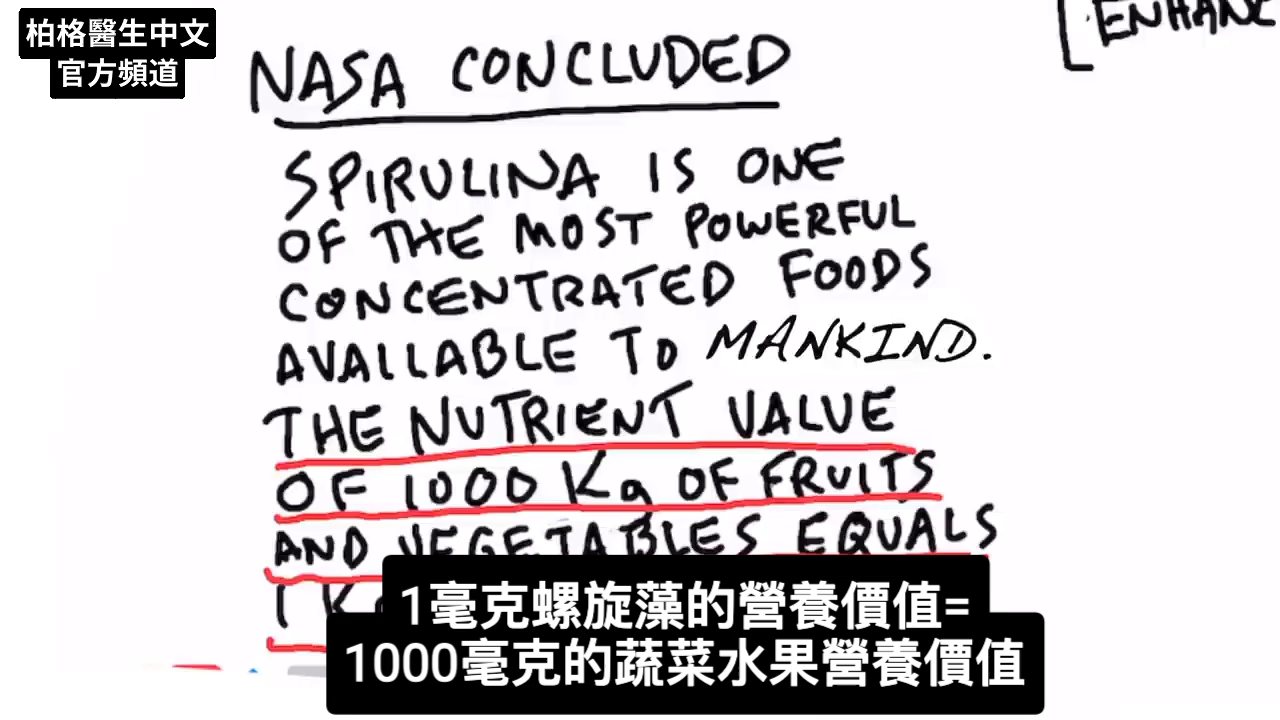 柏格醫生中文
官方頻道
[ENHANC
NASA CONCLUDED
SPIRULINA IS ONE
OF THE MOST POWERFUL
CONCENTRATED FOODS
AVAILABLE TO MANKIND.
THE NUTRIENT VALUE
OF 1000 Kg OF FRUITS
AND VEGETABLES EQUALS
1 K
1毫克螺旋藻的營養價值=
1000毫克的蔬菜水果營養價值